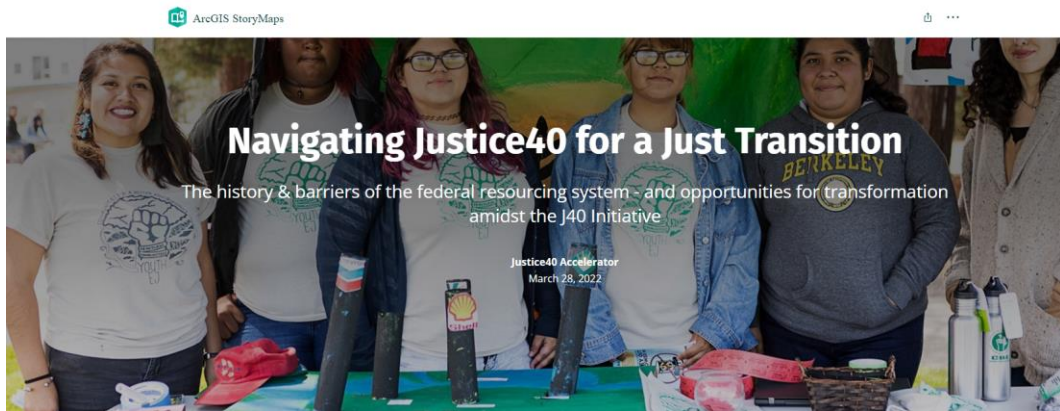 ArcGIS StoryMaps
Navigating Justice40 for a Just Transition
The history & barriers of the federal resourcing system - and opportunities for transformation
amidst the J40 Initiative
Justice40 Accelerator
March 28, 2022
BERKELEY
Shell